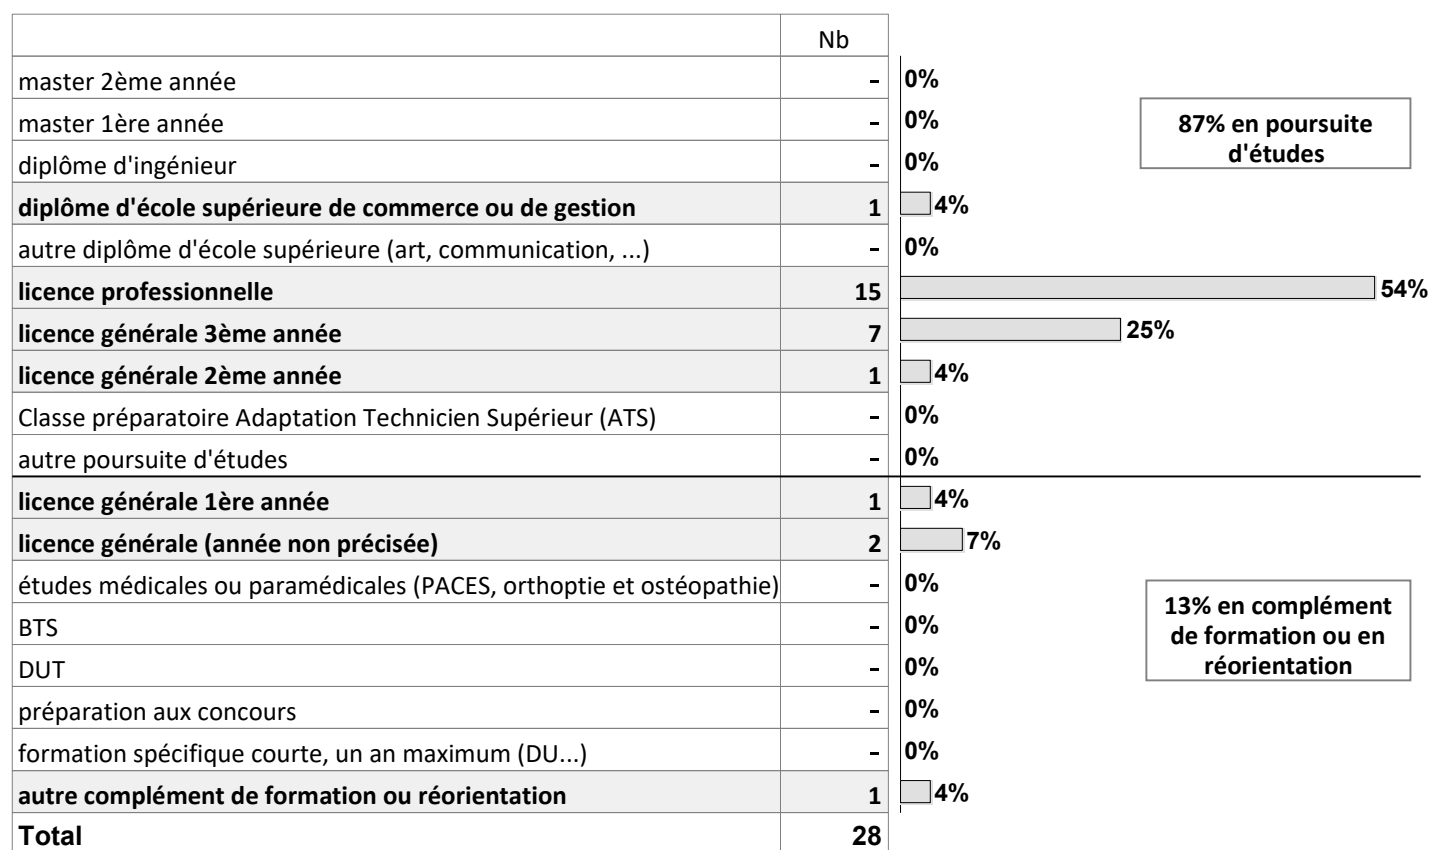 Nb
master 2ème année - 0%
master 1ère année - 0%
diplôme d'ingénieur - 0%
87% en poursuite
d'études
diplôme d'école supérieure de commerce ou de gestion 1 4%
autre diplôme d'école supérieure (art, communication, ...) - 0%
licence professionnelle 15 54%
licence générale 3ème année 7 25%
licence générale 2ème année 1 4%
Classe préparatoire Adaptation Technicien Supérieur (ATS) - 0%
autre poursuite d'études - 0%
licence générale 1ère année 1 4%
licence générale (année non précisée) 2 7%
études médicales ou paramédicales (PACES, orthoptie et ostéopathie) - 0%
BTS - 0%
DUT - 0%
13% en complément
de formation ou en
réorientation
préparation aux concours - 0%
formation spécifique courte, un an maximum (DU...) - 0%
autre complément de formation ou réorientation 1 4%
Total 28